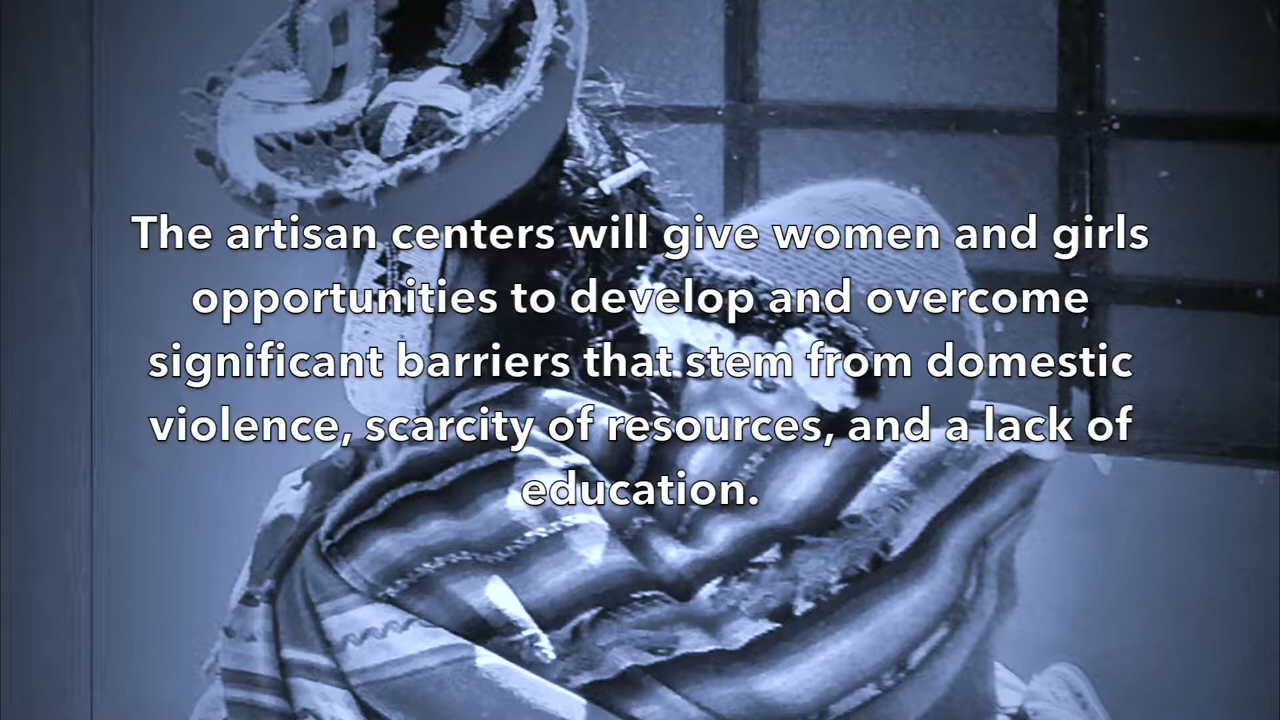 The artisan centers will give women and girls
opportunities to develop and overcome
significant barriers that stem from domestic
violence, scarcity of resources, and a lack of
education.